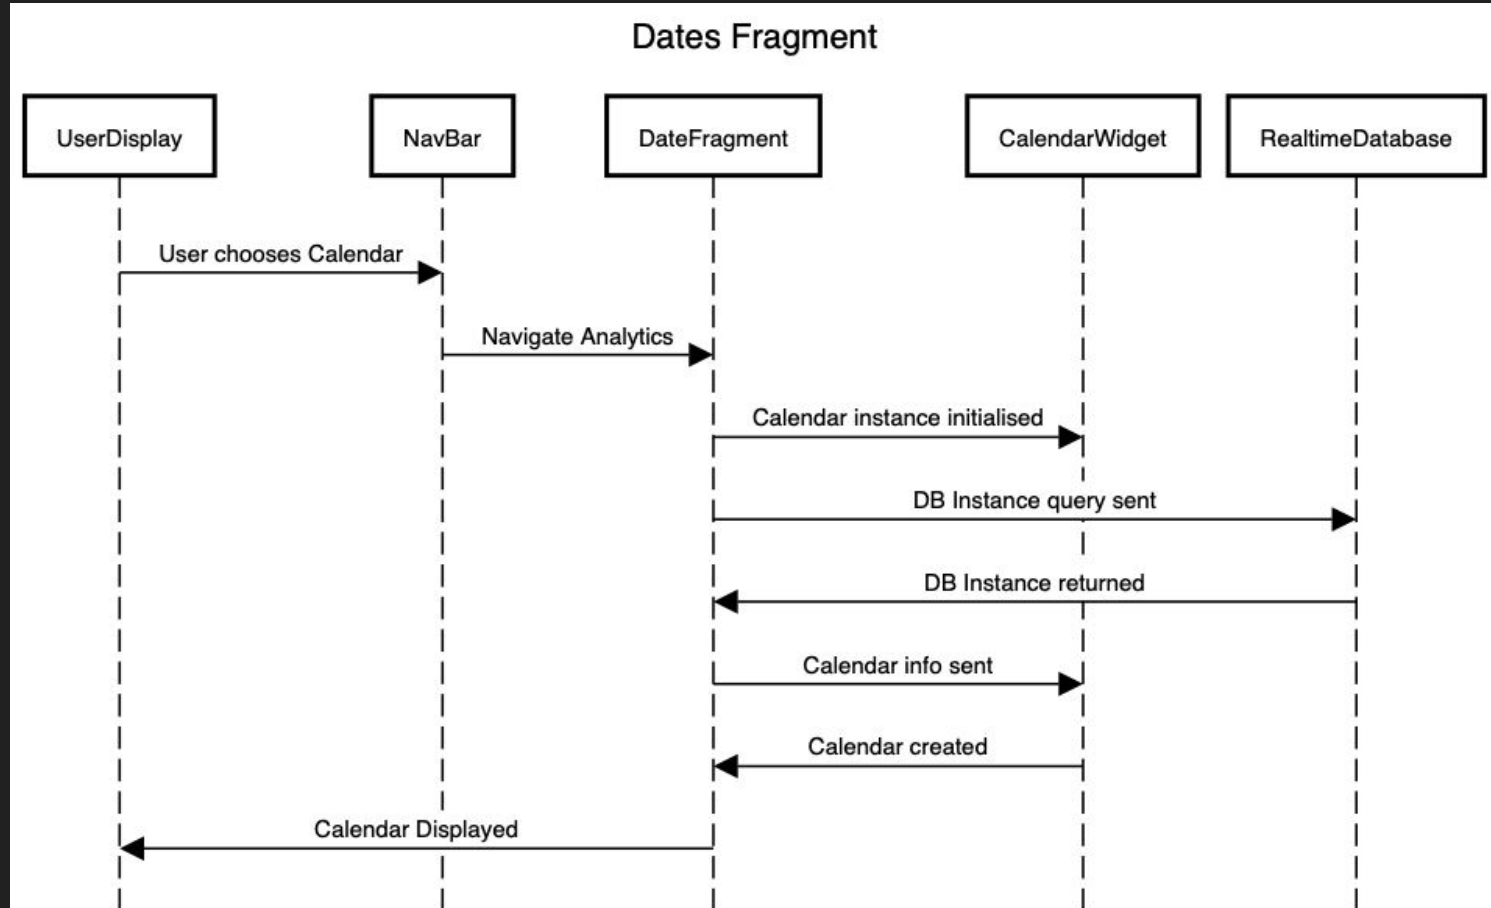 Dates Fragment
UserDisplay
NavBar
DateFragment
CalendarWidget
RealtimeDatabase
User chooses Calendar
Navigate Analytics
Calendar instance initialised
DB Instance query sent
DB Instance returned
Calendar info sent
Calendar created
Calendar Displayed